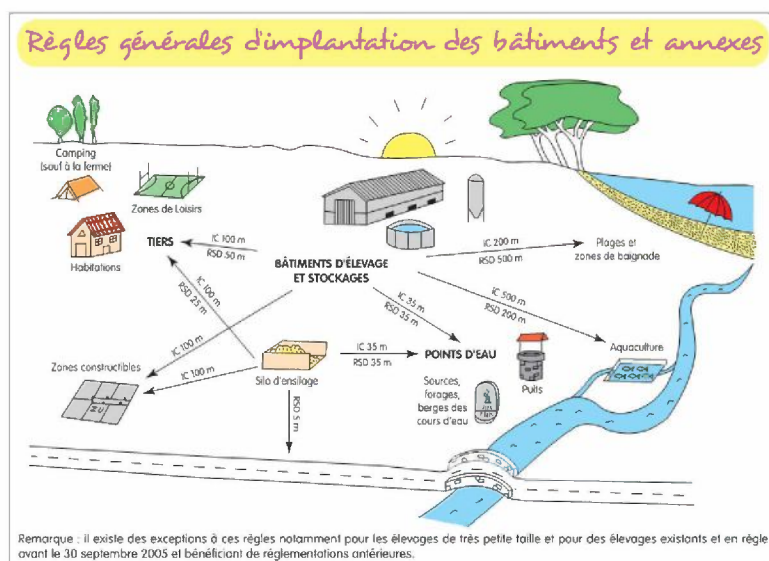 Règles générales d'implantation des bâtiments et annexes
Camping
(sauf à la ferme)
Zones de Loisirs
Habitations
TIERS
IC 100 m
RSD 50 m
BÂTIMENTS D'ÉLEVAGE
ET STOCKAGES
IC 200 m
RSD 500 m
Plages et
zones de baignade
IC 100 m
RSD 25 m
IC 35 m
RSD 35 m
IC 500 m
RSD 200 m
IC 100 m
Zones constructibles
ZU
IC 100 m
Silo d'ensilage
IC 35 m
RSD 35 m
POINTS D'EAU
Sources,
forages,
berges des
cours d'eau
Puits
Aquaculture
RSD 5 m
Remarque : il existe des exceptions à ces règles notamment pour les élevages de très petite taille et pour des élevages existants et en règle
avant le 30 septembre 2005 et bénéficiant de réglementations antérieures.